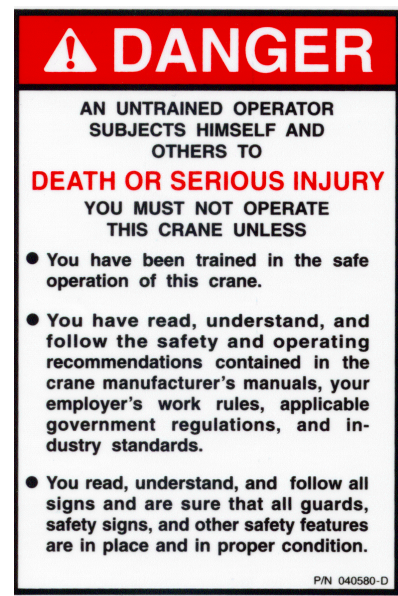 DANGER
AN UNTRAINED OPERATOR
SUBJECTS HIMSELF AND
OTHERS TO
DEATH OR SERIOUS INJURY
YOU MUST NOT OPERATE
THIS CRANE UNLESS
● You have been trained in the safe
operation of this crane.
● You have read, understand, and
follow the safety and operating
recommendations contained in the
crane manufacturer's manuals, your
employer's work rules, applicable
government regulations, and in-
dustry standards.
● You read, understand, and follow all
signs and are sure that all guards,
safety signs, and other safety features
are in place and in proper condition.
P/N 040580-D